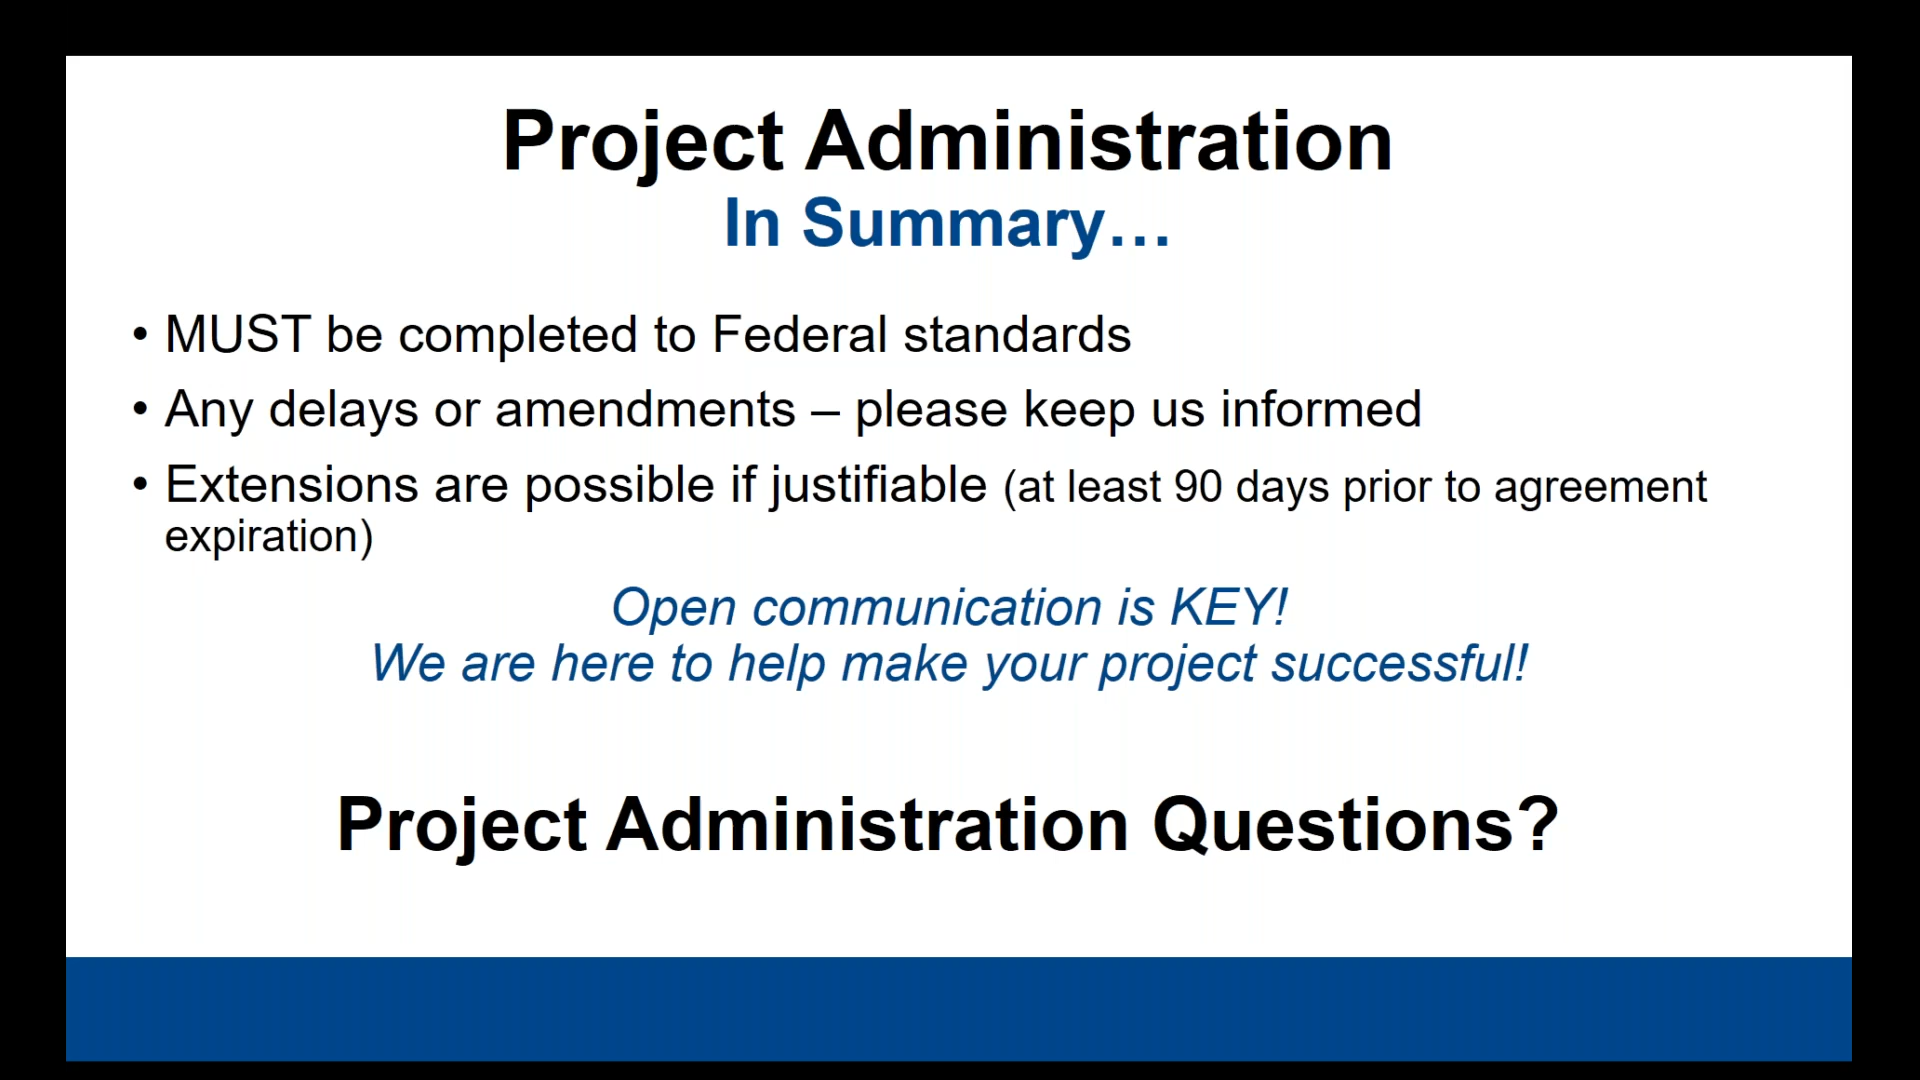 Project Administration
In Summary…
• MUST be completed to Federal standards
• Any delays or amendments – please keep us informed
• Extensions are possible if justifiable (at least 90 days prior to agreement
expiration)
Open communication is KEY!
We are here to help make your project successful!
Project Administration Questions?